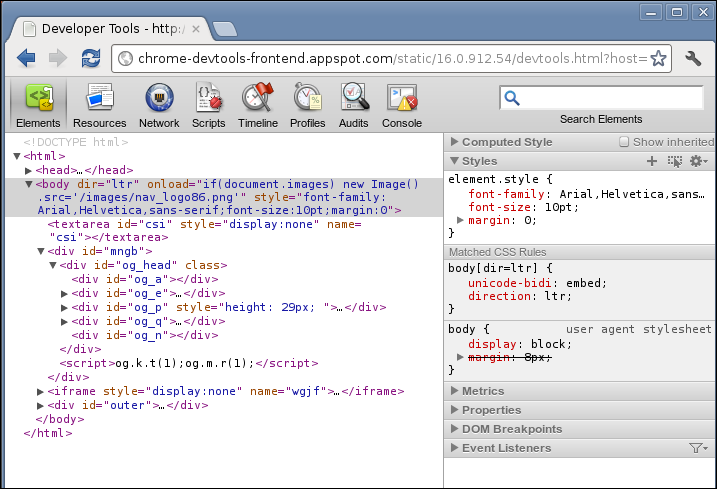 Developer Tools - http:/
chrome-devtools-frontend.appspot.com/static/16.0.912.54/devtools.html?host=
Elements
Resources
Network
Scripts
Timeline
Profiles
Audits
Console
Search Elements
<!DOCTYPE html>
<html>
<head>…</head>
<body dir="ltr" onload="if(document.images) new Image()
.src='/images/nav_logo86.png'" style="font-family:
Arial,Helvetica,sans-serif;font-size:10pt;margin:0">
<textarea id="csi" style="display:none" name=
"csi"></textarea>
<div id="mngb">
<div id="og_head" class>
<div id="og_a"></div>
<div id="og_e">…</div>
<div id="og_p" style="height: 29px; ">…</div>
<div id="og_q">…</div>
<div id="og_n"></div>
</div>
<script>og.k.t(1);og.m.r(1);</script>
</div>
<iframe style="display:none" name="wgjf">…</iframe>
<div id="outer">…</div>
</body>
</html>
Computed Style
Show inherited
Styles
element.style {
font-family: Arial,Helvetica,sans…
font-size: 10pt;
margin: 0;
}
Matched CSS Rules
body[dir=ltr] {
unicode-bidi: embed;
direction: ltr;
}
body {
user agent stylesheet
display: block;
margin: 8px;
}
Metrics
Properties
DOM Breakpoints
Event Listeners